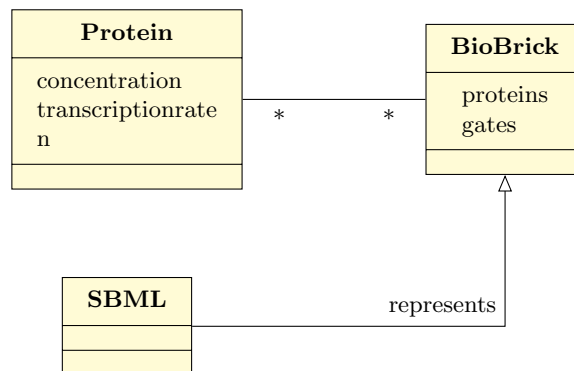 Protein
concentration
transcriptionrate
n
*
*
BioBrick
proteins
gates
SBML
represents